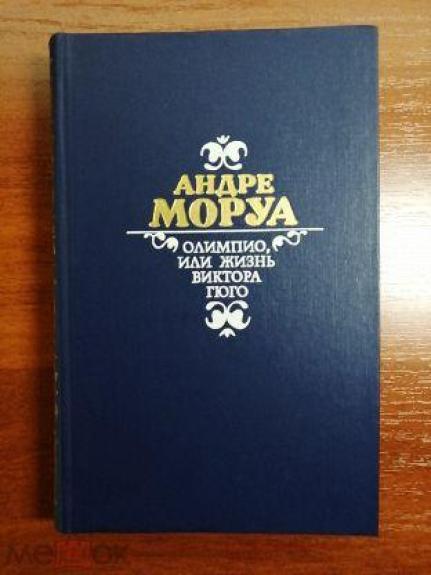 АНДРЕ
МОРУА
ОЛИМПИО,
ИЛИ ЖИЗНЬ
ВИКТОРА
ГЮГО